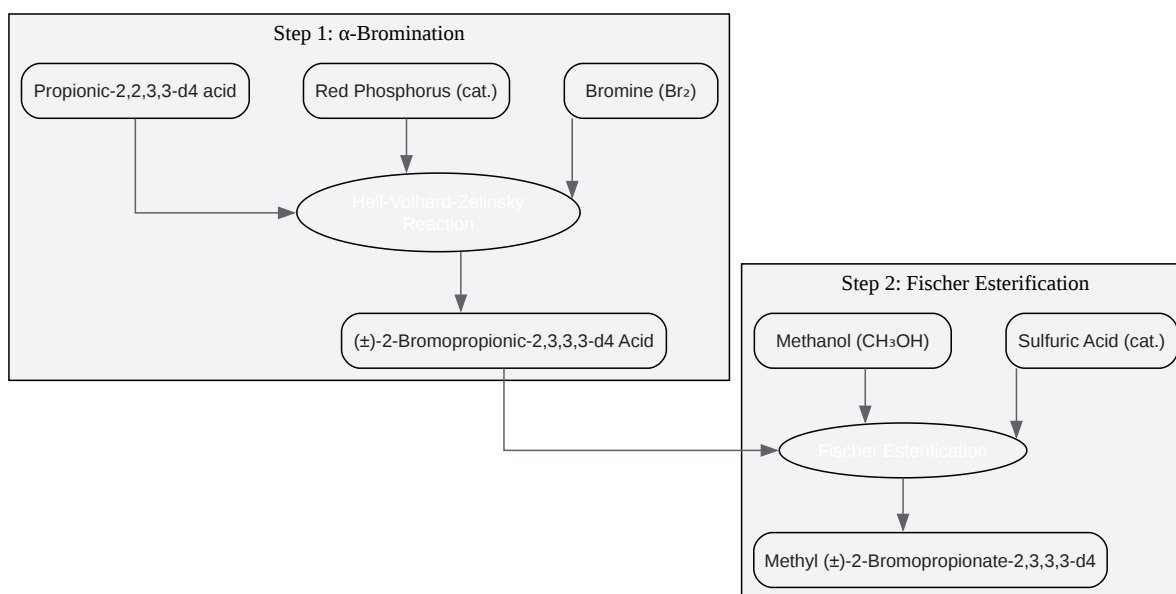 Step 1: α-Bromination
Propionic-2,2,3,3-d4 acid
Red Phosphorus (cat.)
Bromine (Br₂)
Hell-Volhard-Zelinsky
Reaction
(±)-2-Bromopropionic-2,3,3,3-d4 Acid
Step 2: Fischer Esterification
Methanol (CH₃OH)
Sulfuric Acid (cat.)
Fischer Esterification
Methyl (±)-2-Bromopropionate-2,3,3,3-d4